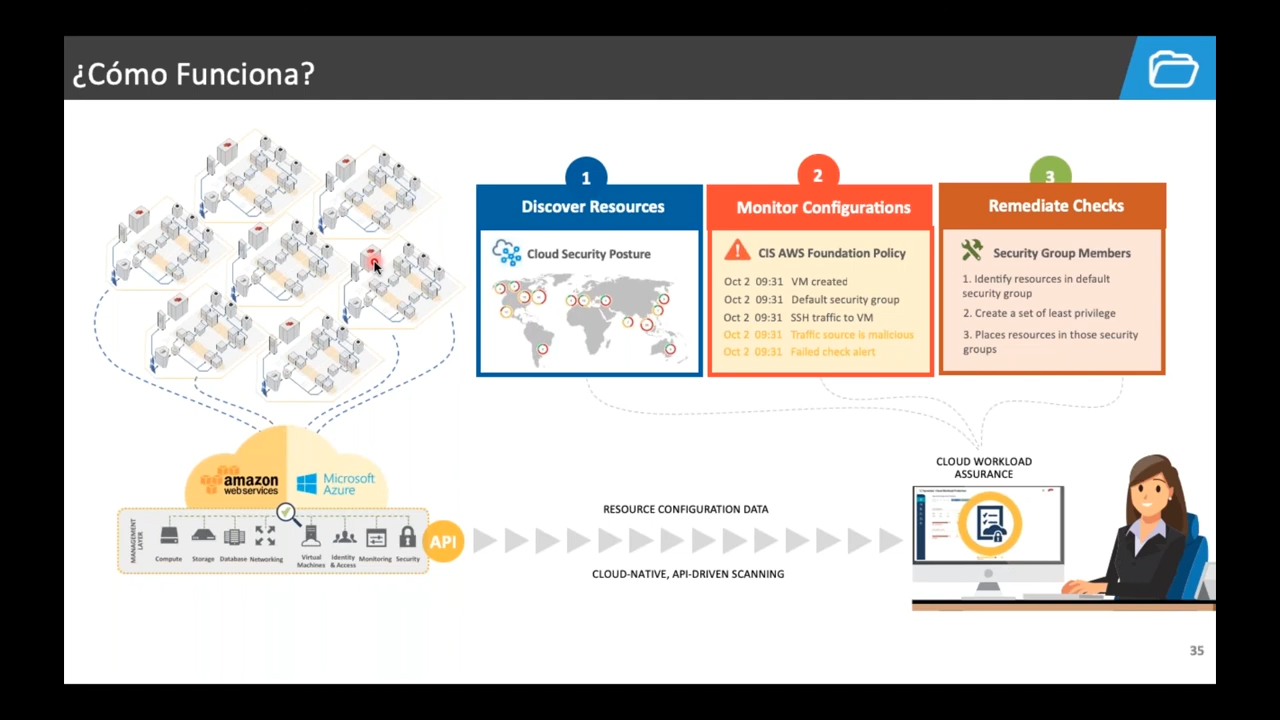 ¿Cómo Funciona?
1
Discover Resources
Cloud Security Posture
2
Monitor Configurations
CIS AWS Foundation Policy
Oct 2 09:31 VM created
Oct 2 09:31 Default security group
Oct 2 09:31 SSH traffic to VM
Oct 2 09:31 Traffic source is malicious
Oct 2 09:31 Failed check alert
3
Remediate Checks
Security Group Members
1. Identify resources in default
security group
2. Create a set of least privilege
3. Places resources in those security
groups
amazon
web services
Microsoft
Azure
MANAGEMENT
LAYER
Compute
Storage
Database
Networking
Virtual
Machines
Identity
& Access
Monitoring
Security
API
RESOURCE CONFIGURATION DATA
CLOUD-NATIVE, API-DRIVEN SCANNING
CLOUD WORKLOAD
ASSURANCE
35